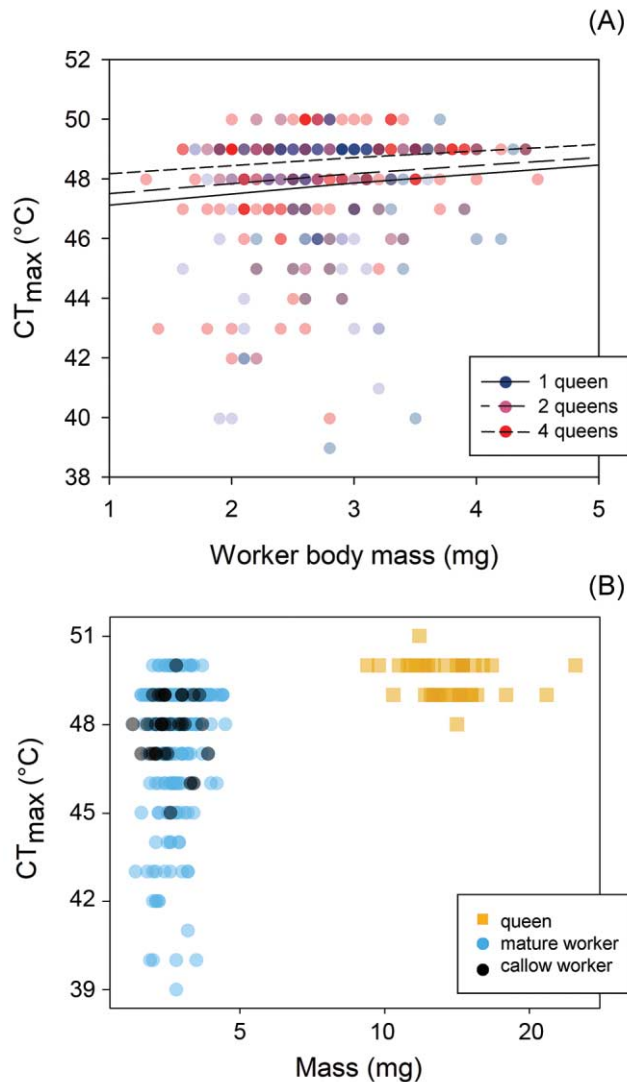 (A)
52
50
48
46
44
42
40
38
CTmax (°C)
1 queen
2 queens
4 queens
1 2 3 4 5
Worker body mass (mg)
(B)
51
48
45
42
39
CTmax (°C)
queen
mature worker
callow worker
5 10 20
Mass (mg)